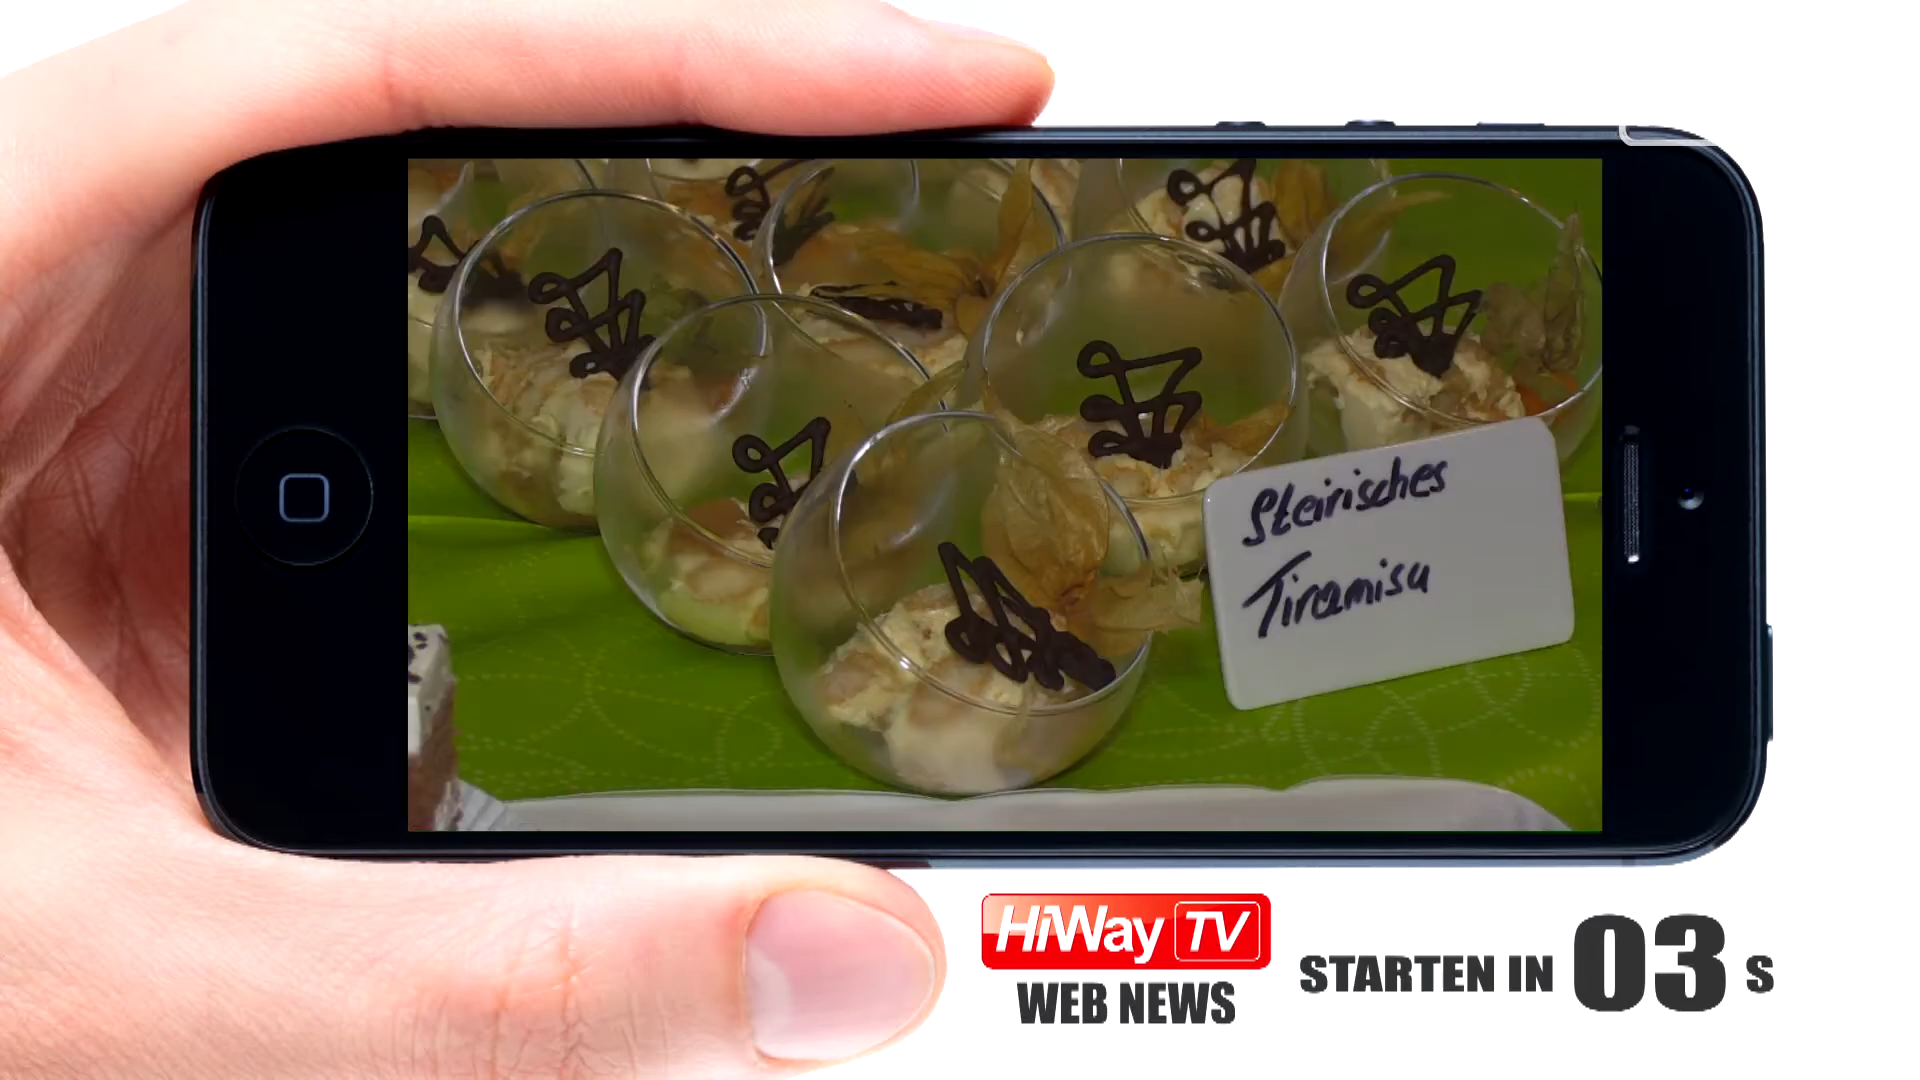 Steirisches
Tiramisu
HiWay TV
WEB NEWS
STARTEN IN 03 S